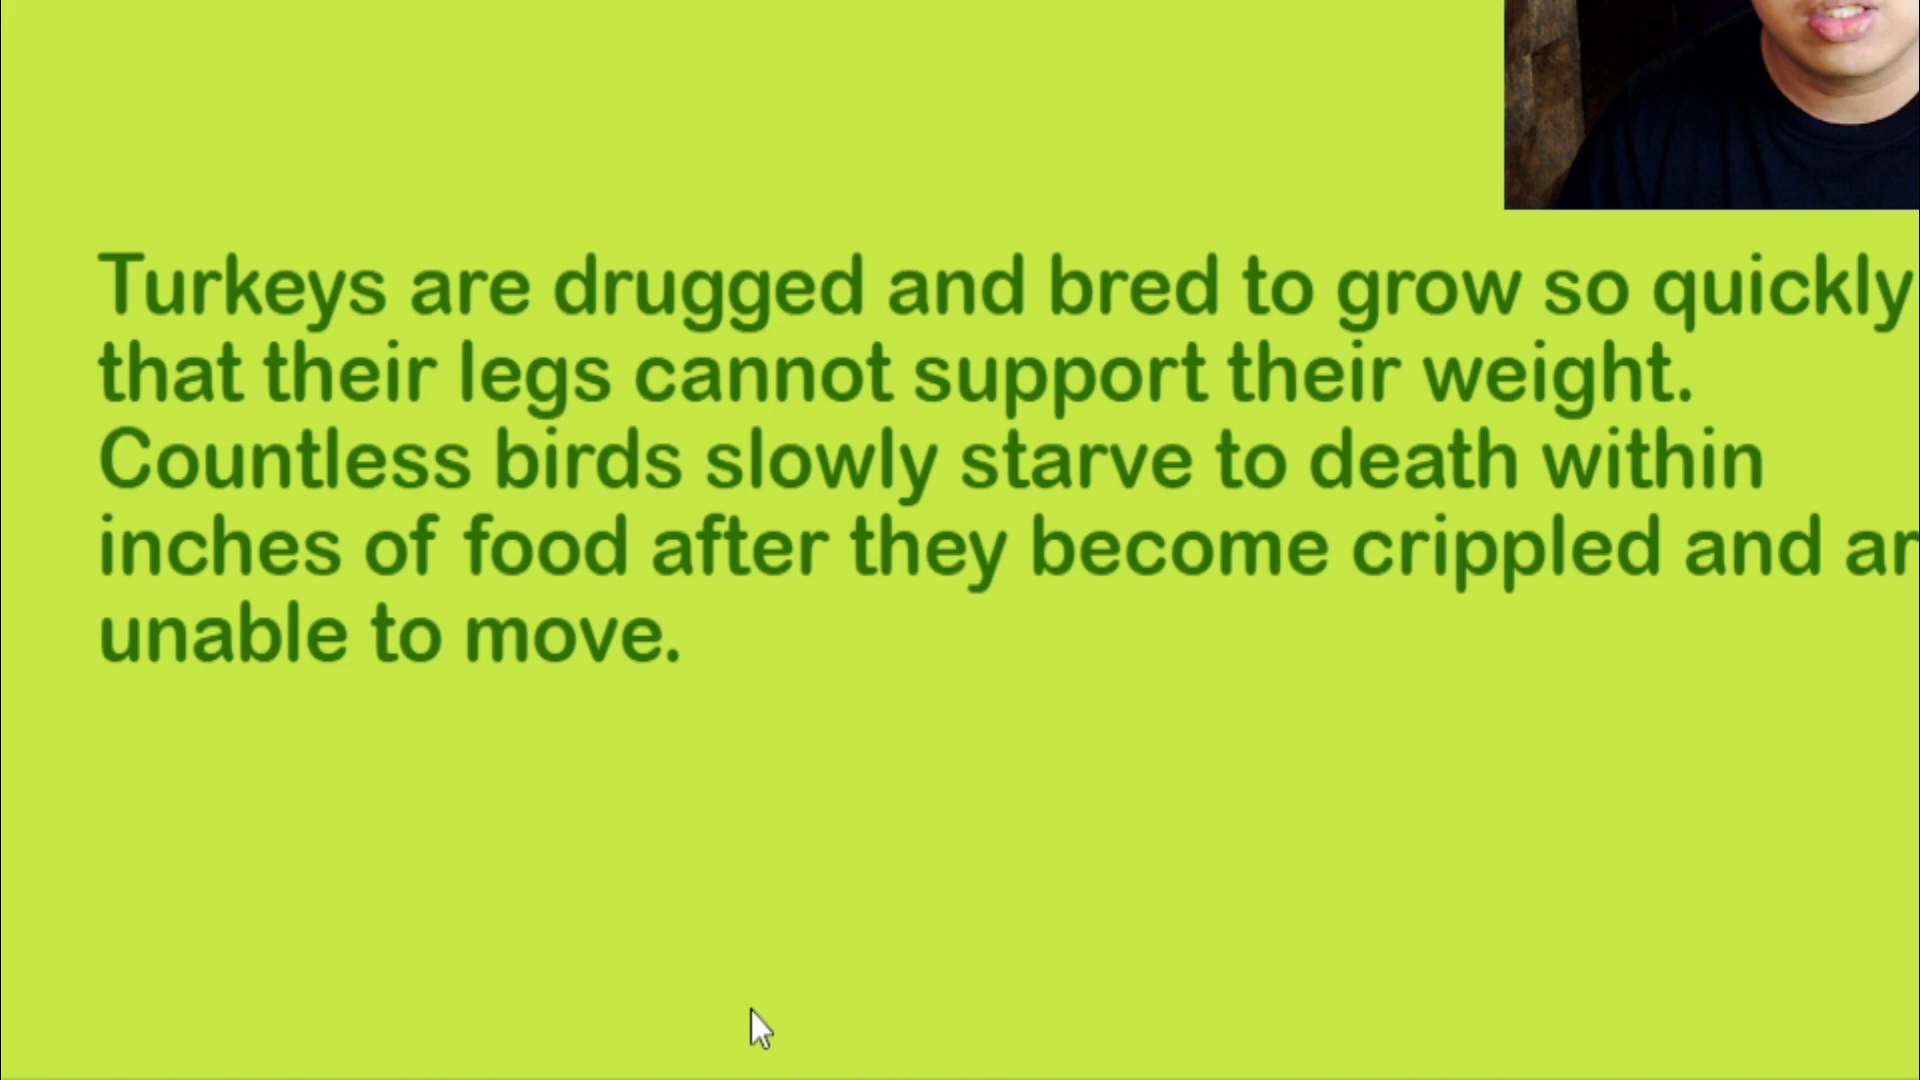 Turkeys are drugged and bred to grow so quickly
that their legs cannot support their weight.
Countless birds slowly starve to death within
inches of food after they become crippled and
unable to move.